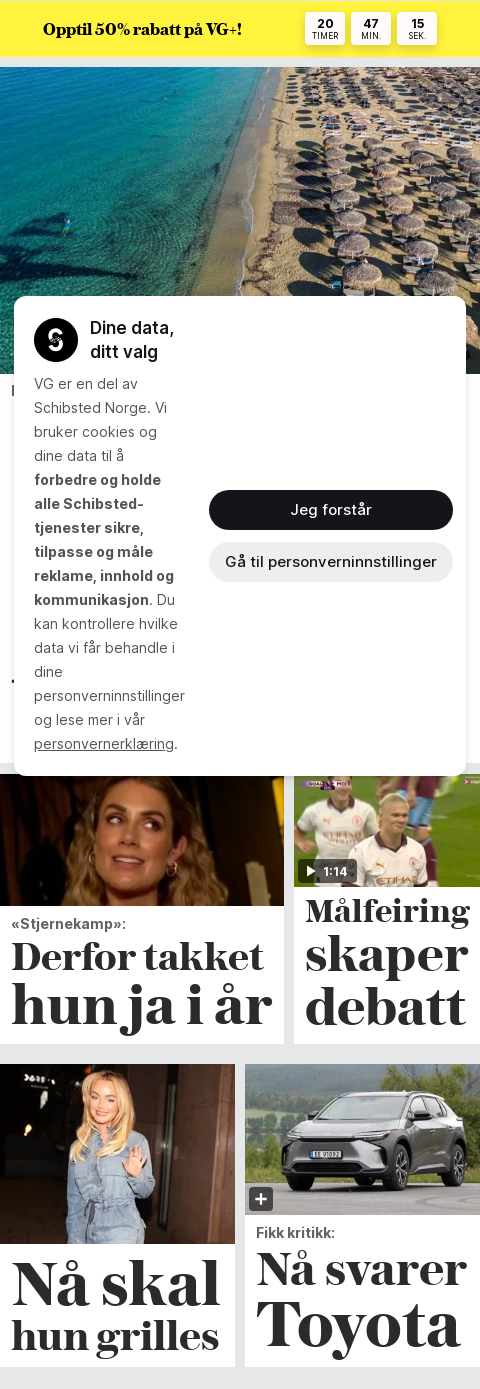 Opptil 50% rabatt på VG+!
20 47 15
TIMER MIN. SEK.
Dine data,
ditt valg
VG er en del av
Schibsted Norge. Vi
bruker cookies og
dine data til å
forbedre og holde
alle Schibsted-
tjenester sikre,
tilpasse og måle
reklame, innhold og
kommunikasjon. Du
kan kontrollere hvilke
data vi får behandle i
dine
personverninnstillinger
og lese mer i vår
personvernerklæring.
Jeg forstår
Gå til personverninnstillinger
1:14
«Stjernekamp»:
Derfor takket
hun ja i år
Målfeiring
skaper
debatt
Nå skal
hun grilles
Fikk kritikk:
Nå svarer
Toyota